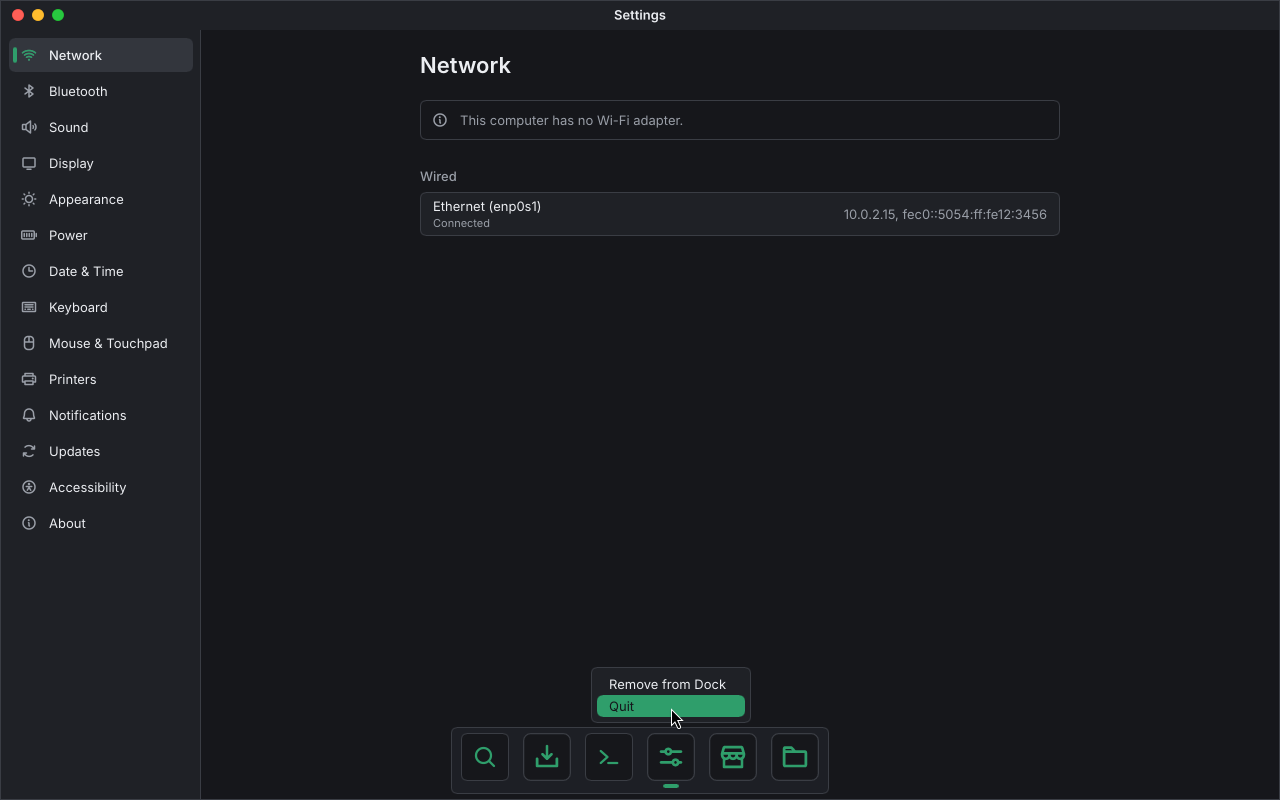 Settings
Network
Bluetooth
Sound
Display
Appearance
Power
Date & Time
Keyboard
Mouse & Touchpad
Printers
Notifications
Updates
Accessibility
About
Network
This computer has no Wi-Fi adapter.
Wired
Ethernet (enp0s1)
Connected
10.0.2.15, fec0::5054:ff:fe12:3456
Remove from Dock
Quit